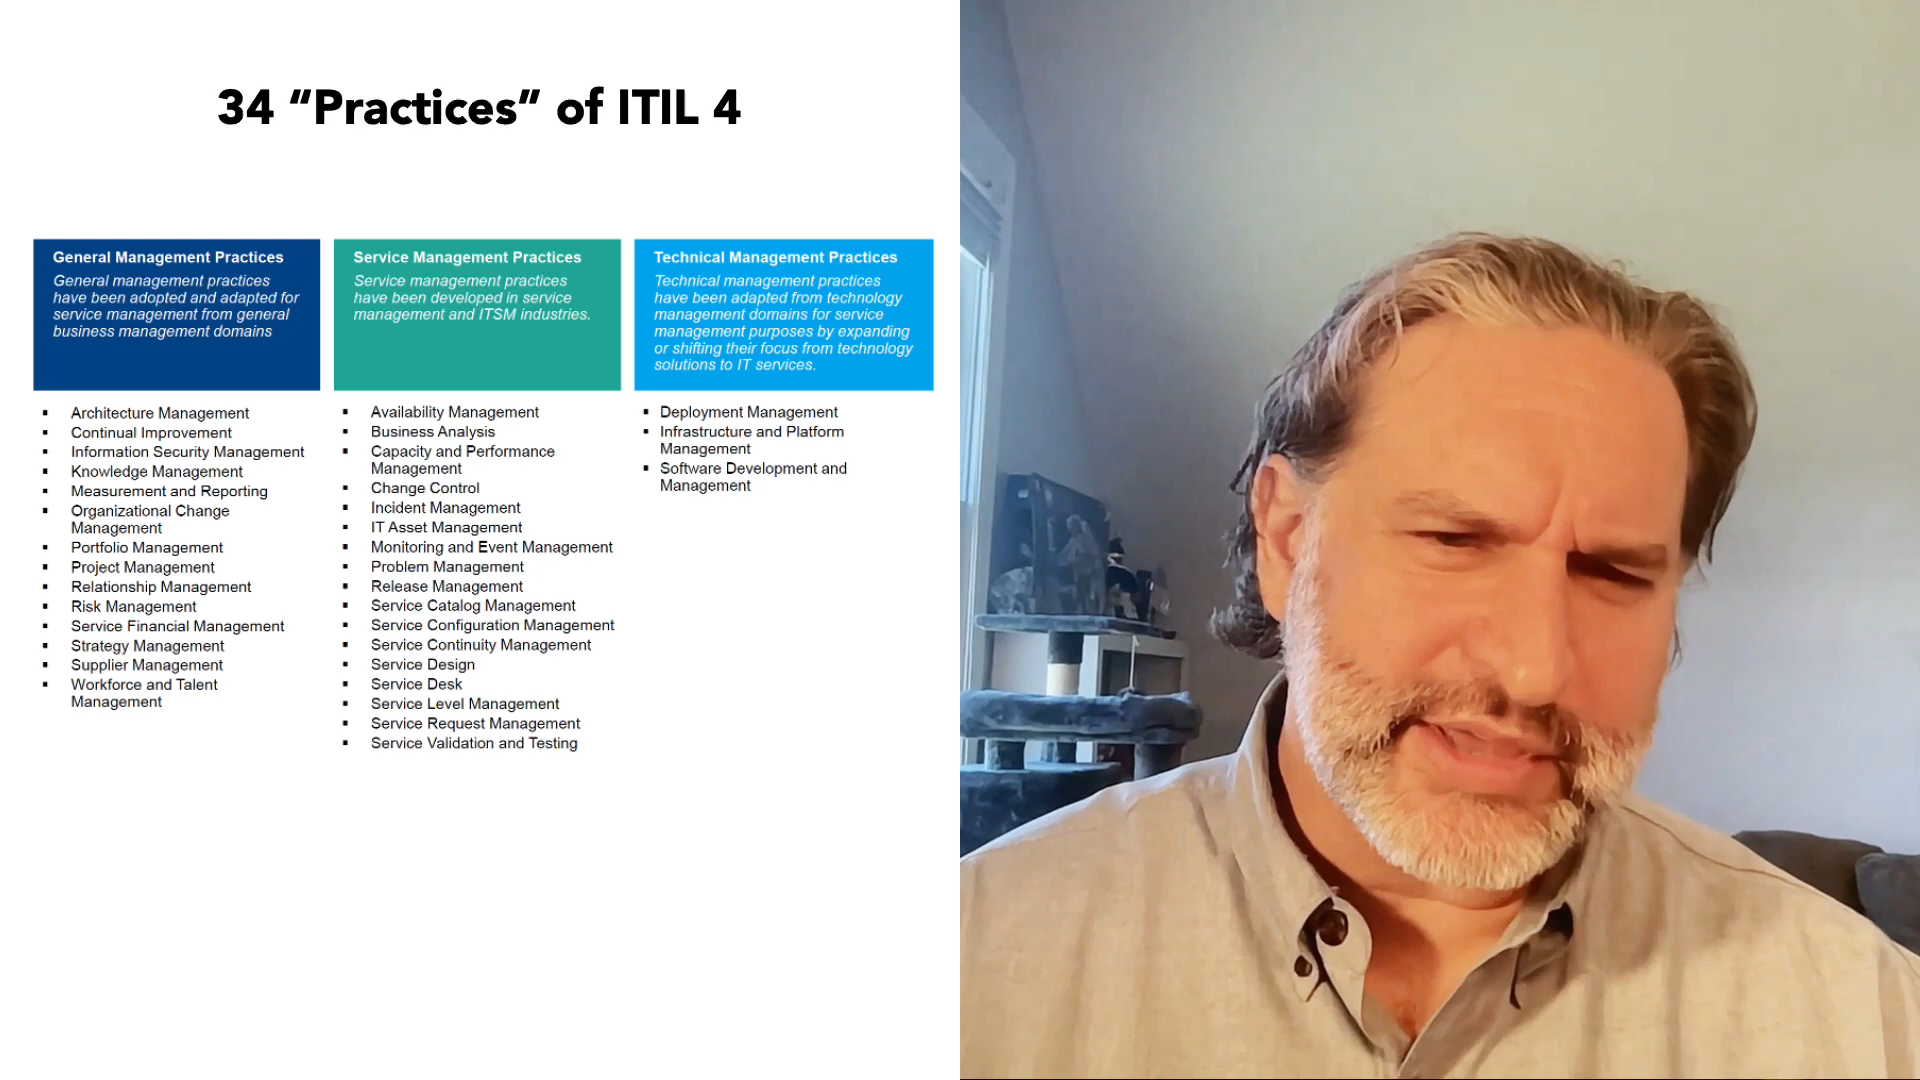 34 “Practices” of ITIL 4
General Management Practices
General management practices
have been adopted and adapted for
service management from general
business management domains
▪ Architecture Management
▪ Continual Improvement
▪ Information Security Management
▪ Knowledge Management
▪ Measurement and Reporting
▪ Organizational Change
Management
▪ Portfolio Management
▪ Project Management
▪ Relationship Management
▪ Risk Management
▪ Service Financial Management
▪ Strategy Management
▪ Supplier Management
▪ Workforce and Talent
Management
Service Management Practices
Service management practices
have been developed in service
management and ITSM industries.
▪ Availability Management
▪ Business Analysis
▪ Capacity and Performance
Management
▪ Change Control
▪ Incident Management
▪ IT Asset Management
▪ Monitoring and Event Management
▪ Problem Management
▪ Release Management
▪ Service Catalog Management
▪ Service Configuration Management
▪ Service Continuity Management
▪ Service Design
▪ Service Desk
▪ Service Level Management
▪ Service Request Management
▪ Service Validation and Testing
Technical Management Practices
Technical management practices
have been adapted from technology
management domains for service
management purposes by expanding
or shifting their focus from technology
solutions to IT services.
▪ Deployment Management
▪ Infrastructure and Platform
Management
▪ Software Development and
Management